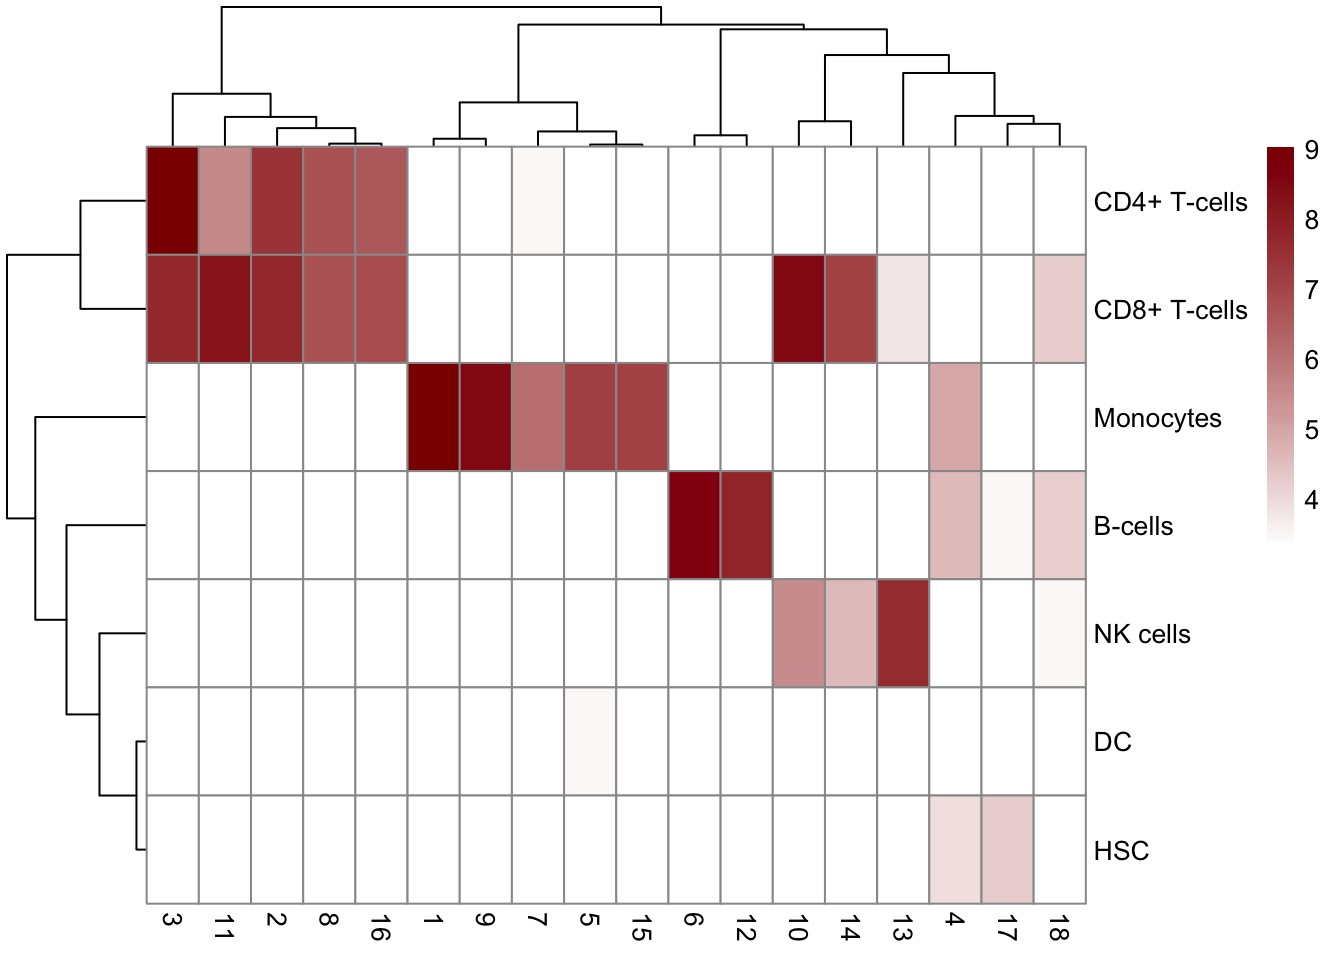 9
8
7
6
5
4
CD4+ T-cells
CD8+ T-cells
Monocytes
B-cells
NK cells
DC
HSC
3 11 2 8 16 1 9 7 5 15 6 12 10 14 13 4 17 18